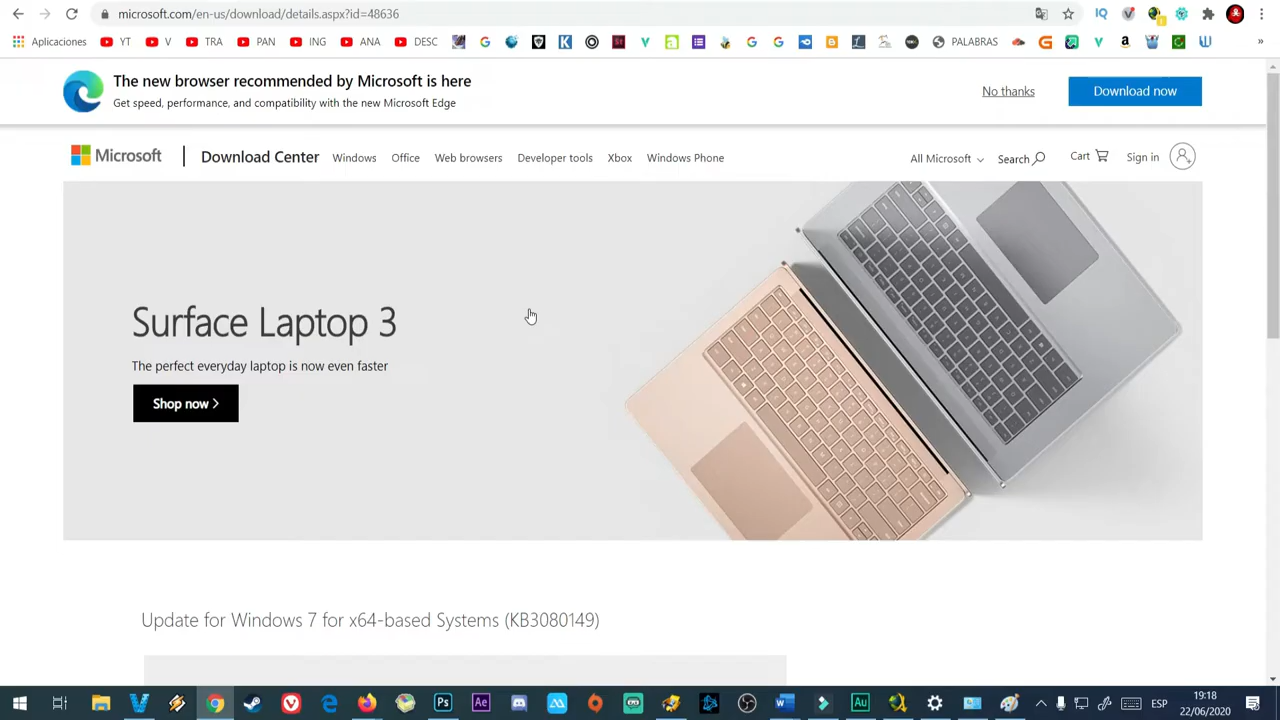 microsoft.com/en-us/download/details.aspx?id=48636
Aplicaciones YT V TRA PAN ING ANA DESC PALABRAS »
The new browser recommended by Microsoft is here
Get speed, performance, and compatibility with the new Microsoft Edge
No thanks
Download now
Microsoft
Download Center Windows Office Web browsers Developer tools Xbox Windows Phone All Microsoft Search Cart Sign in
Surface Laptop 3
The perfect everyday laptop is now even faster
Shop now >
Update for Windows 7 for x64-based Systems (KB3080149)
ESP
19:18
22/06/2020